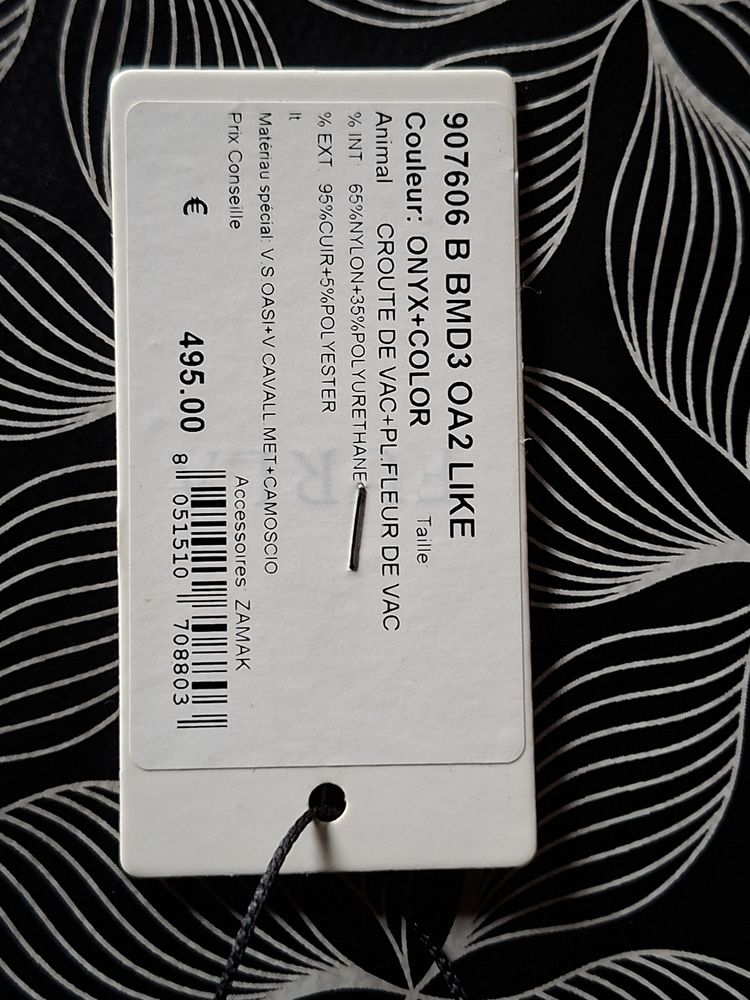 907606 B BMD3 OA2 LIKE
Couleur: ONYX+COLOR Taille:
Animal CROUTE DE VAC+PL.FLEUR DE VAC
% INT: 65%NYLON+35%POLYURETHANE
% EXT. 95%CUIR+5%POLYESTER
It
Matériau spécial: V.S.OASI+V.CAVALL.MET+CAMOSCIO
Prix Conseille Accessoires: ZAMAK
€ 495.00
8 051510 708803